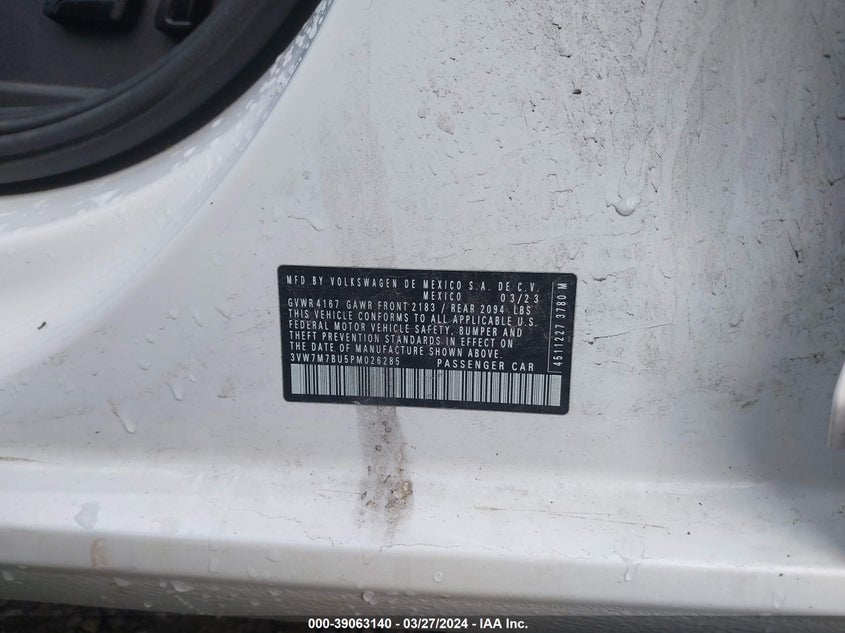 MFD BY VOLKSWAGEN DE MEXICO S.A. DE C.V.
MEXICO 03/23
GVWR 4167 GAWR FRONT 2183 / REAR 2094 LBS
THIS VEHICLE CONFORMS TO ALL APPLICABLE U.S.
FEDERAL MOTOR VEHICLE SAFETY, BUMPER AND
THEFT PREVENTION STANDARDS IN EFFECT ON
THE DATE OF MANUFACTURE SHOWN ABOVE.
3VW7M7BU5PM026285 PASSENGER CAR
4511227 3780 M
000-39063140 - 03/27/2024 - IAA Inc.